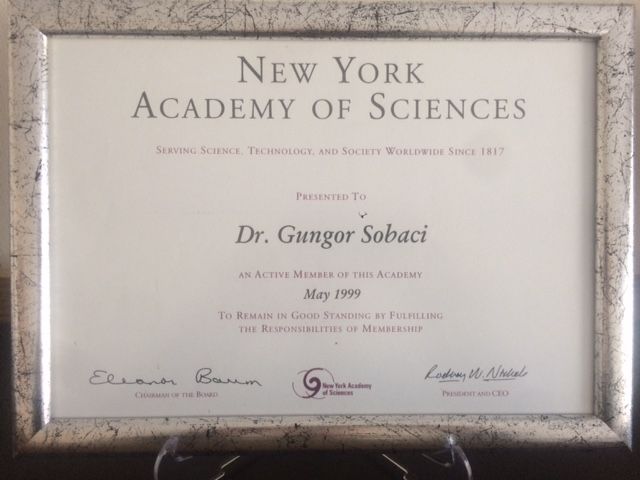 NEW YORK
ACADEMY OF SCIENCES
SERVING SCIENCE, TECHNOLOGY, AND SOCIETY WORLDWIDE SINCE 1817
PRESENTED TO
Dr. Gungor Sobaci
AN ACTIVE MEMBER OF THIS ACADEMY
May 1999
TO REMAIN IN GOOD STANDING BY FULFILLING
THE RESPONSIBILITIES OF MEMBERSHIP
Eleanor Baum
CHAIRMAN OF THE BOARD
New York Academy
of Sciences
Rodney W. Nichols
PRESIDENT AND CEO